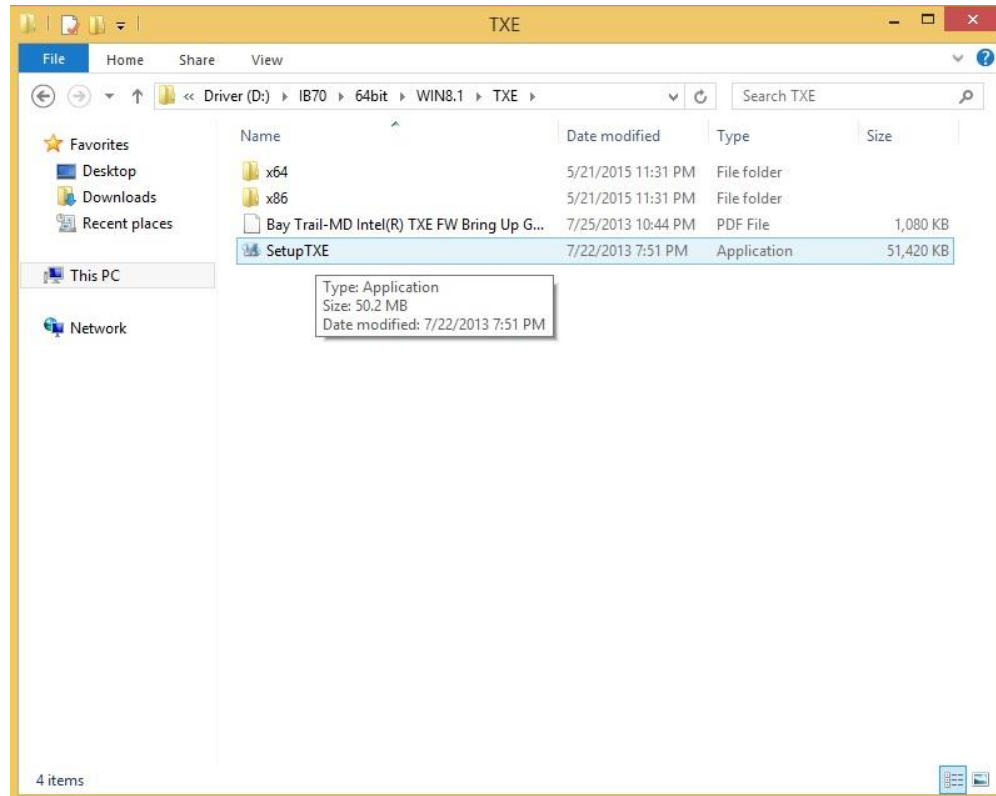 TXE
File Home Share View
« Driver (D:) IB70 64bit WIN8.1 TXE
Search TXE
Name Date modified Type Size
Favorites
Desktop
Downloads
Recent places
This PC
Network
x64 5/21/2015 11:31 PM File folder
x86 5/21/2015 11:31 PM File folder
Bay Trail-MD Intel(R) TXE FW Bring Up G... 7/25/2013 10:44 PM PDF File 1,080 KB
SetupTXE 7/22/2013 7:51 PM Application 51,420 KB
Type: Application
Size: 50.2 MB
Date modified: 7/22/2013 7:51 PM
4 items